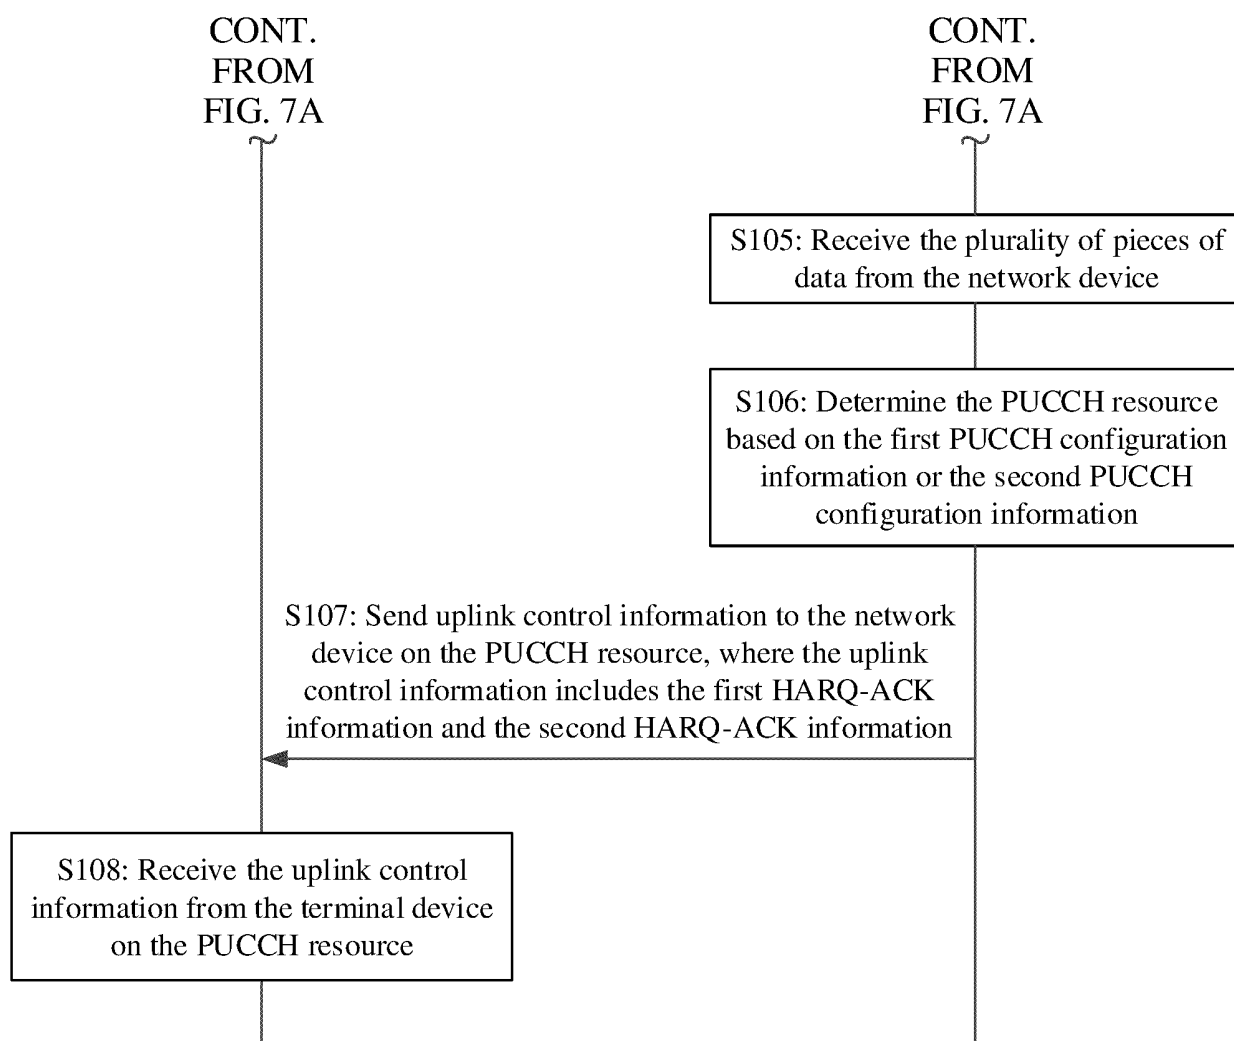 CONT.
FROM
FIG. 7A
CONT.
FROM
FIG. 7A
S105: Receive the plurality of pieces of
data from the network device
S106: Determine the PUCCH resource
based on the first PUCCH configuration
information or the second PUCCH
configuration information
S107: Send uplink control information to the network
device on the PUCCH resource, where the uplink
control information includes the first HARQ-ACK
information and the second HARQ-ACK information
S108: Receive the uplink control
information from the terminal device
on the PUCCH resource